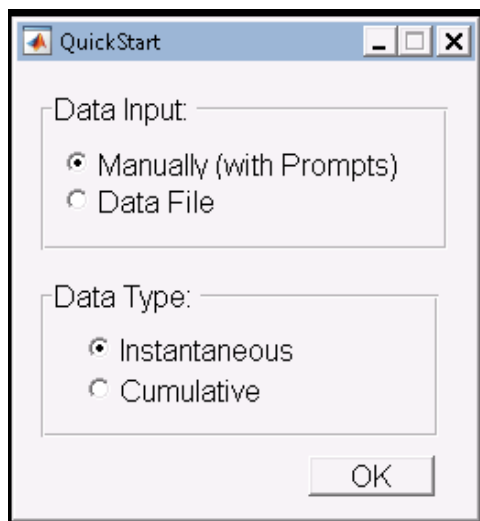 QuickStart
Data Input:
Manually (with Prompts)
Data File
Data Type:
Instantaneous
Cumulative
OK